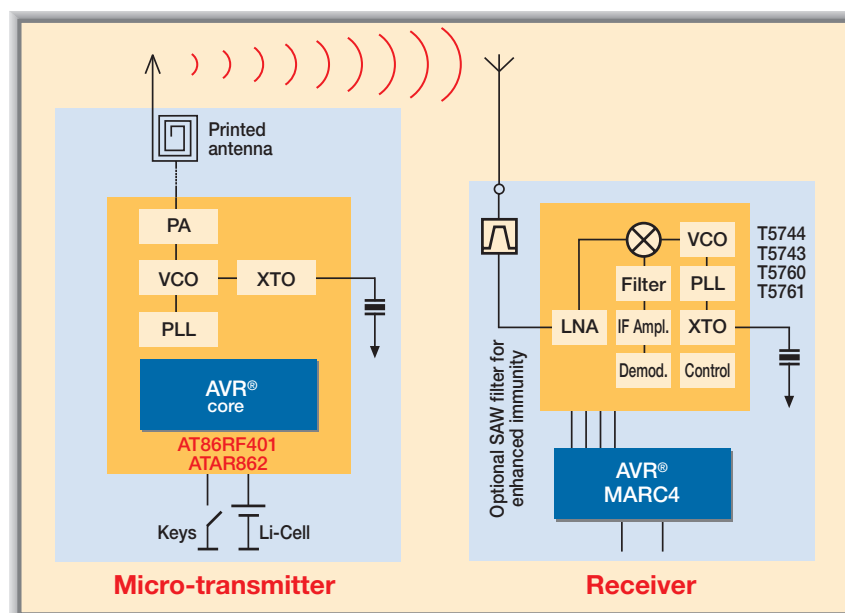 Printed
antenna
PA
VCO
XTO
PLL
AVR®
core
AT86RF401
ATAR862
Keys
Li-Cell
Micro-transmitter
Optional SAW filter for
enhanced immunity
VCO
Filter
PLL
LNA
IF Ampl.
XTO
Demod.
Control
T5744
T5743
T5760
T5761
AVR®
MARC4
Receiver